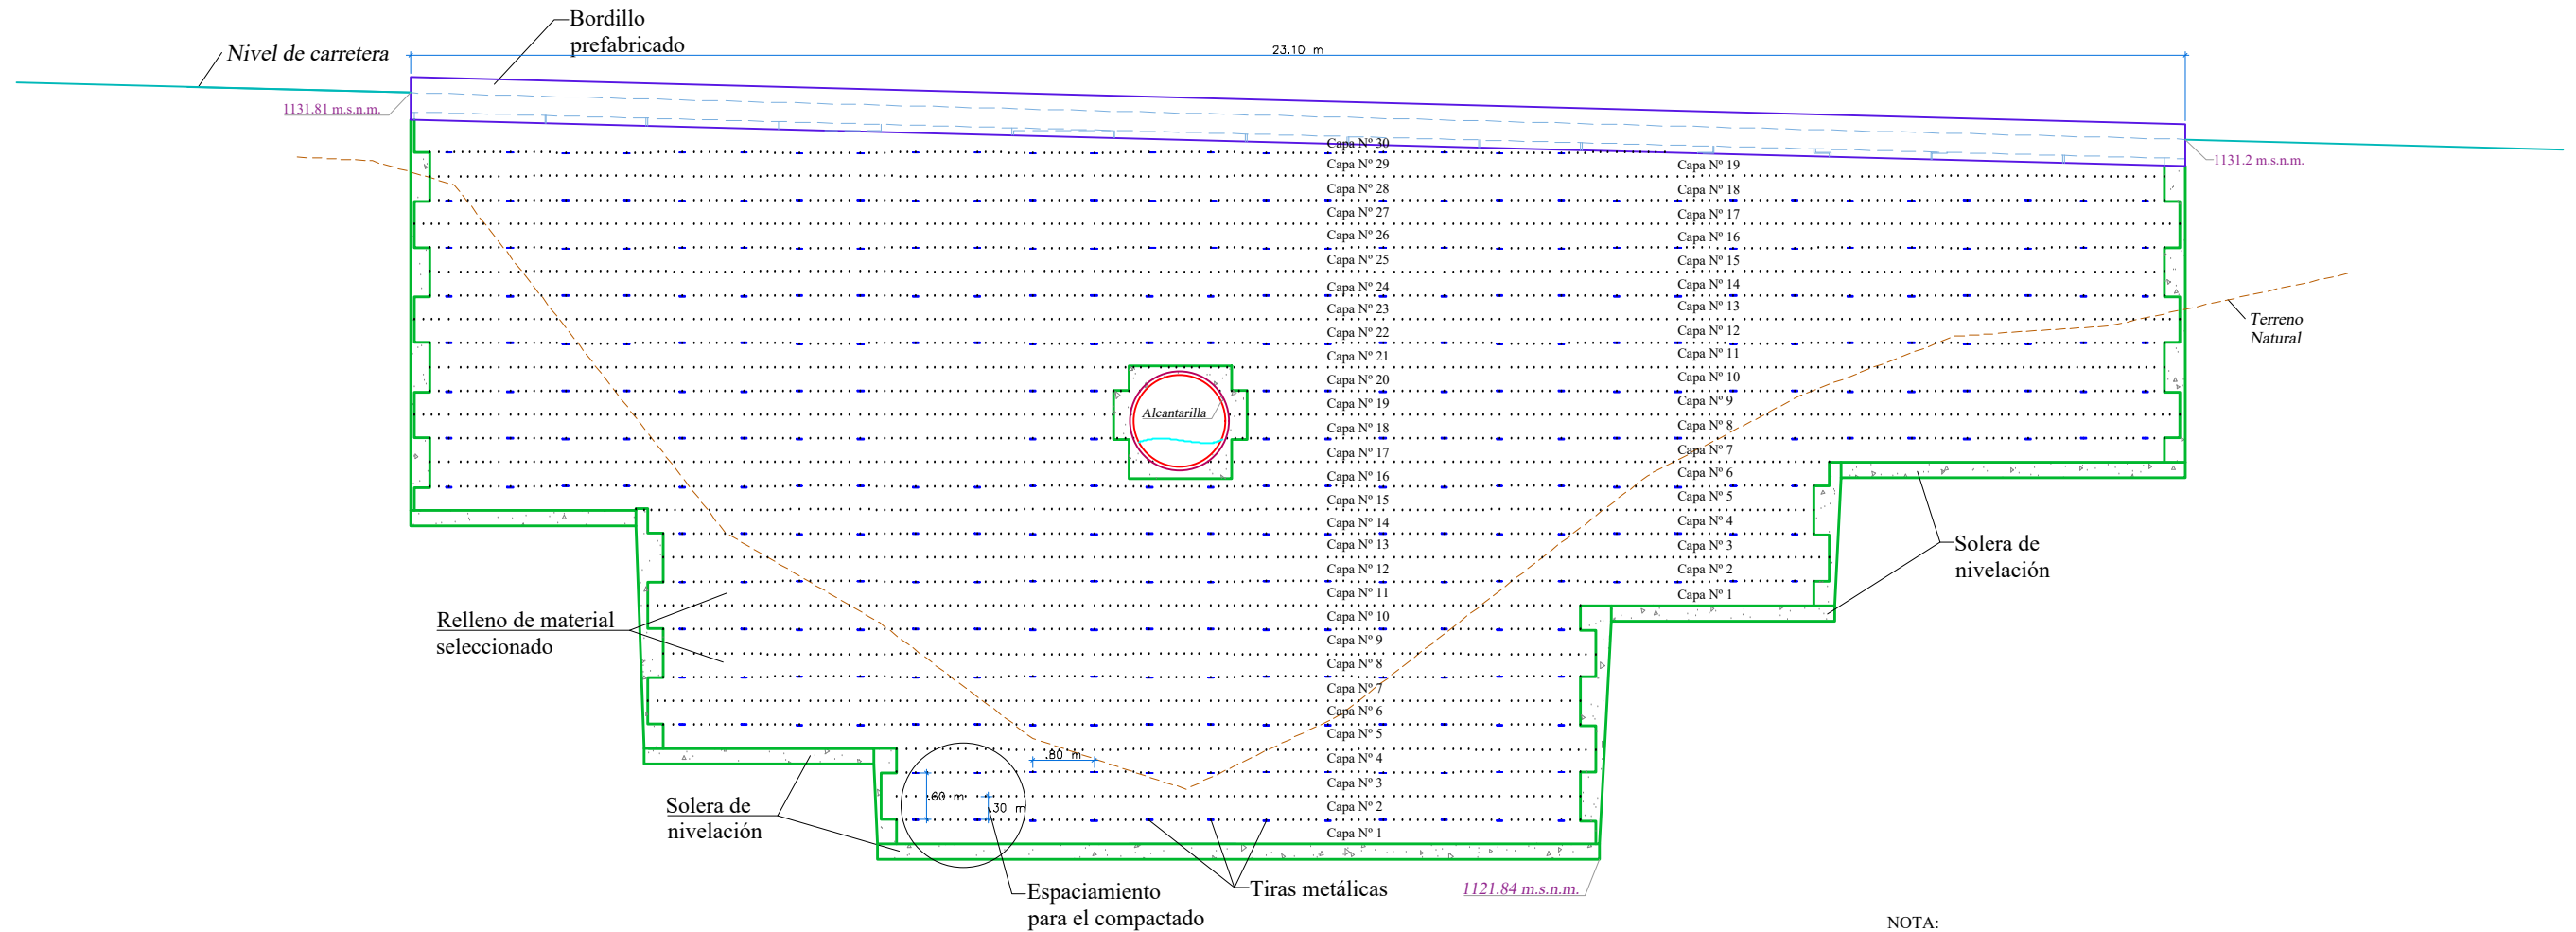 Bordillo
prefabricado
Nivel de carretera
23.10 m
1131.81 m.s.n.m.
1131.2 m.s.n.m.
Capa Nº 30
Capa Nº 29
Capa Nº 28
Capa Nº 27
Capa Nº 26
Capa Nº 25
Capa Nº 24
Capa Nº 23
Capa Nº 22
Capa Nº 21
Capa Nº 20
Capa Nº 19
Capa Nº 18
Capa Nº 17
Capa Nº 16
Capa Nº 15
Capa Nº 14
Capa Nº 13
Capa Nº 12
Capa Nº 11
Capa Nº 10
Capa Nº 9
Capa Nº 8
Capa Nº 7
Capa Nº 6
Capa Nº 5
Capa Nº 4
Capa Nº 3
Capa Nº 2
Capa Nº 1
Capa Nº 19
Capa Nº 18
Capa Nº 17
Capa Nº 16
Capa Nº 15
Capa Nº 14
Capa Nº 13
Capa Nº 12
Capa Nº 11
Capa Nº 10
Capa Nº 9
Capa Nº 8
Capa Nº 7
Capa Nº 6
Capa Nº 5
Capa Nº 4
Capa Nº 3
Capa Nº 2
Capa Nº 1
Terreno
Natural
Alcantarilla
Solera de
nivelación
Relleno de material
seleccionado
.80 m
.60 m
.30 m
Solera de
nivelación
Espaciamiento
para el compactado
Tiras metálicas
1121.84 m.s.n.m.
NOTA: